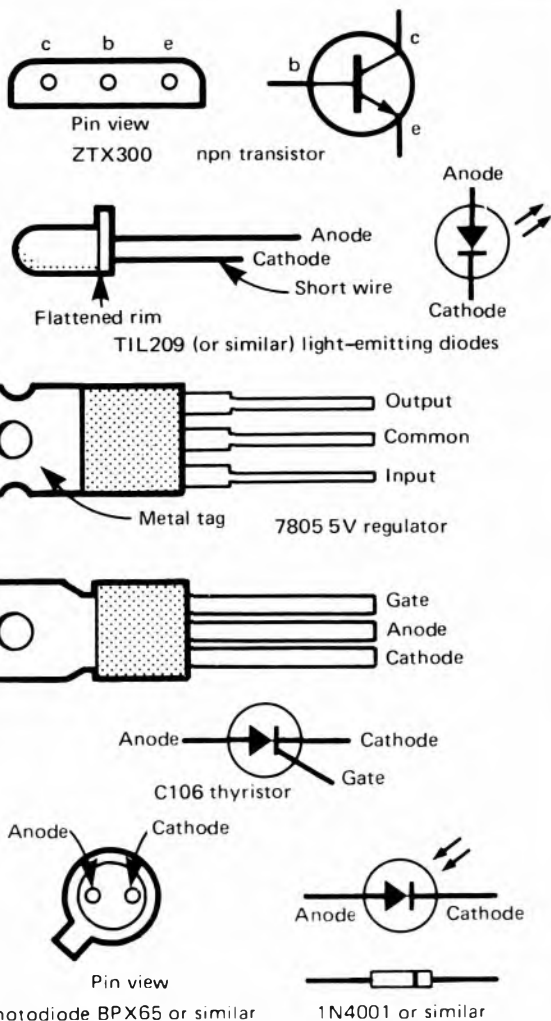 c b e
Pin view
ZTX300
c
b
e
npn transistor
Anode
Cathode
Short wire
Flattened rim
Anode
Cathode
TIL209 (or similar) light-emitting diodes
Output
Common
Input
Metal tag
7805 5V regulator
Gate
Anode
Cathode
Anode Cathode
Gate
C106 thyristor
Anode Cathode
Pin view
hotodiode BPX65 or similar
Anode Cathode
1N4001 or similar